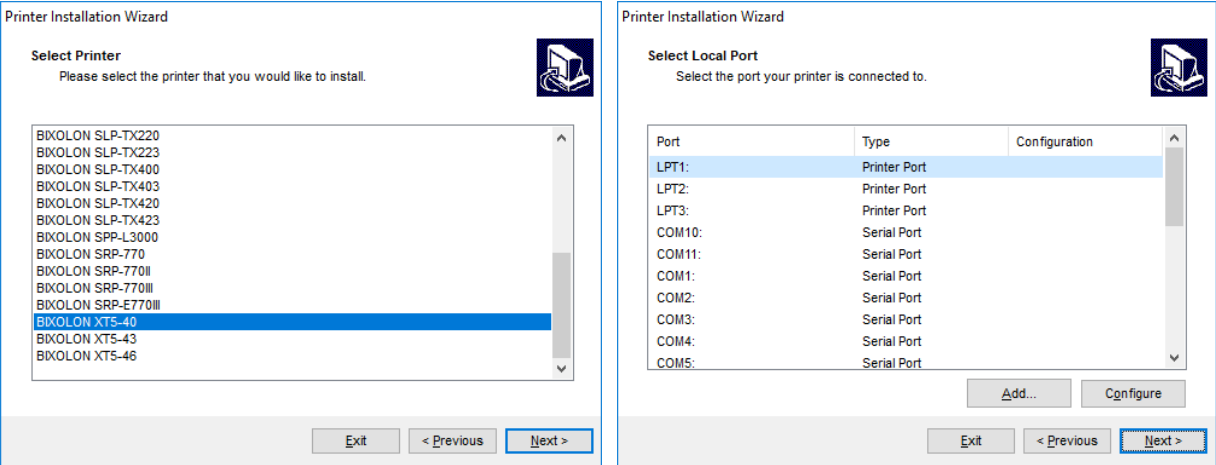 Printer Installation Wizard
Select Printer
Please select the printer that you would like to install.
BIXOLON SLP-TX220
BIXOLON SLP-TX223
BIXOLON SLP-TX400
BIXOLON SLP-TX403
BIXOLON SLP-TX420
BIXOLON SLP-TX423
BIXOLON SPP-L3000
BIXOLON SRP-770
BIXOLON SRP-770II
BIXOLON SRP-770III
BIXOLON SRP-E770III
BIXOLON XT5-40
BIXOLON XT5-43
BIXOLON XT5-46
Exit < Previous Next >
Printer Installation Wizard
Select Local Port
Select the port your printer is connected to.
Port Type Configuration
LPT1: Printer Port
LPT2: Printer Port
LPT3: Printer Port
COM10: Serial Port
COM11: Serial Port
COM1: Serial Port
COM2: Serial Port
COM3: Serial Port
COM4: Serial Port
COM5: Serial Port
Add... Configure
Exit < Previous Next >